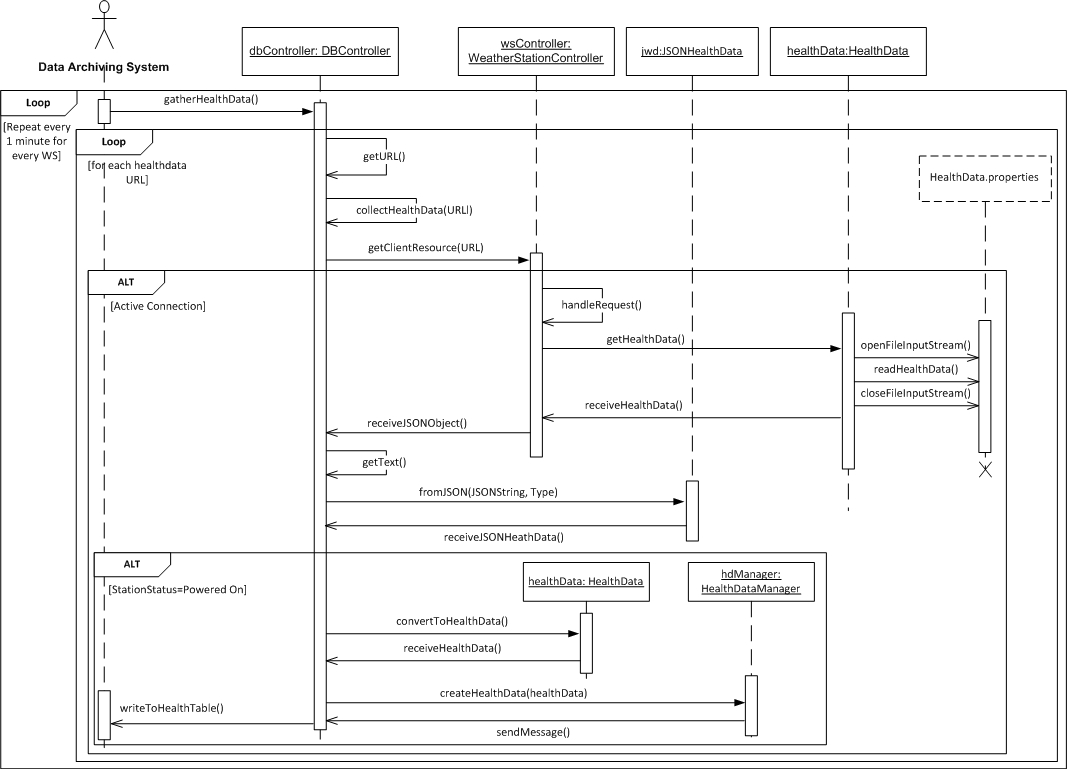 dbController: DBController
wsController:
WeatherStationController
jwd:JSONHealthData
healthData:HealthData
Data Archiving System
Loop
gatherHealthData()
[Repeat every
1 minute for
every WS]
Loop
[for each healthdata
URL]
getURL()
HealthData.properties
collectHealthData(URLl)
getClientResource(URL)
ALT
[Active Connection]
handleRequest()
getHealthData()
openFileInputStream()
readHealthData()
closeFileInputStream()
receiveHealthData()
receiveJSONObject()
getText()
fromJSON(JSONString, Type)
receiveJSONHeathData()
ALT
[StationStatus=Powered On]
healthData: HealthData
hdManager:
HealthDataManager
convertToHealthData()
receiveHealthData()
createHealthData(healthData)
writeToHealthTable()
sendMessage()